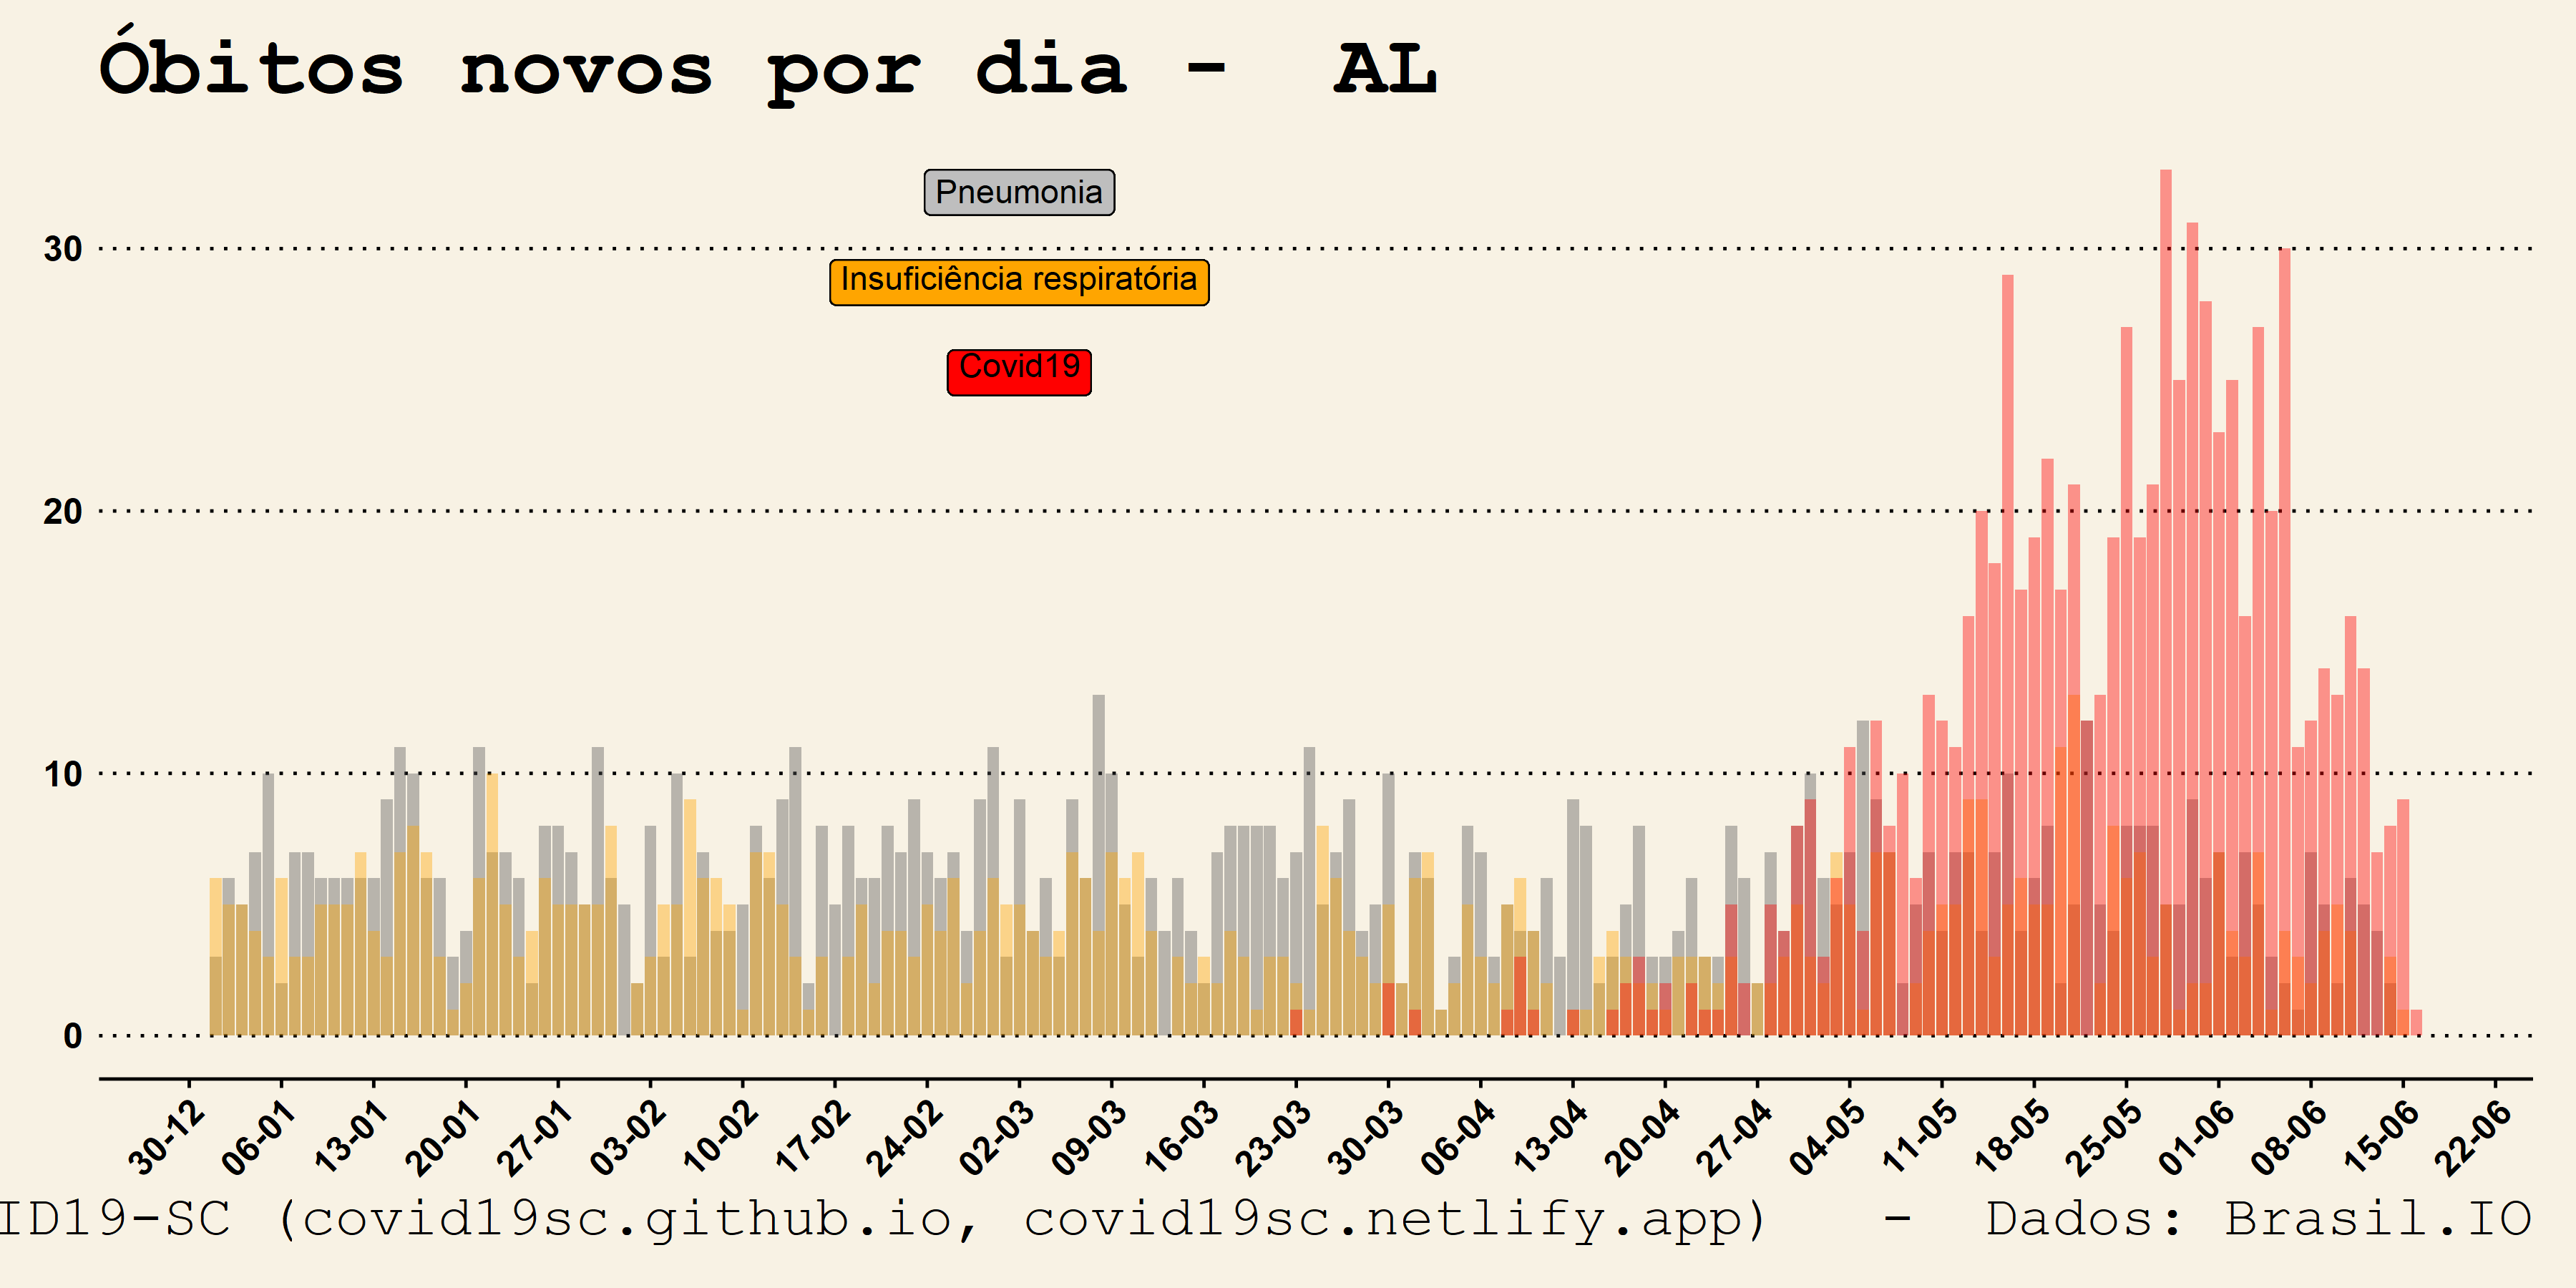 Óbitos novos por dia - AL
Pneumonia
30
Insuficiência respiratória
Covid19
20
10
0
30-12 06-01 13-01 20-01 27-01 03-02 10-02 17-02 24-02 02-03 09-03 16-03 23-03 30-03 06-04 13-04 20-04 27-04 04-05 11-05 18-05 25-05 01-06 08-06 15-06 22-06
ID19-SC (covid19sc.github.io, covid19sc.netlify.app) - Dados: Brasil.IO